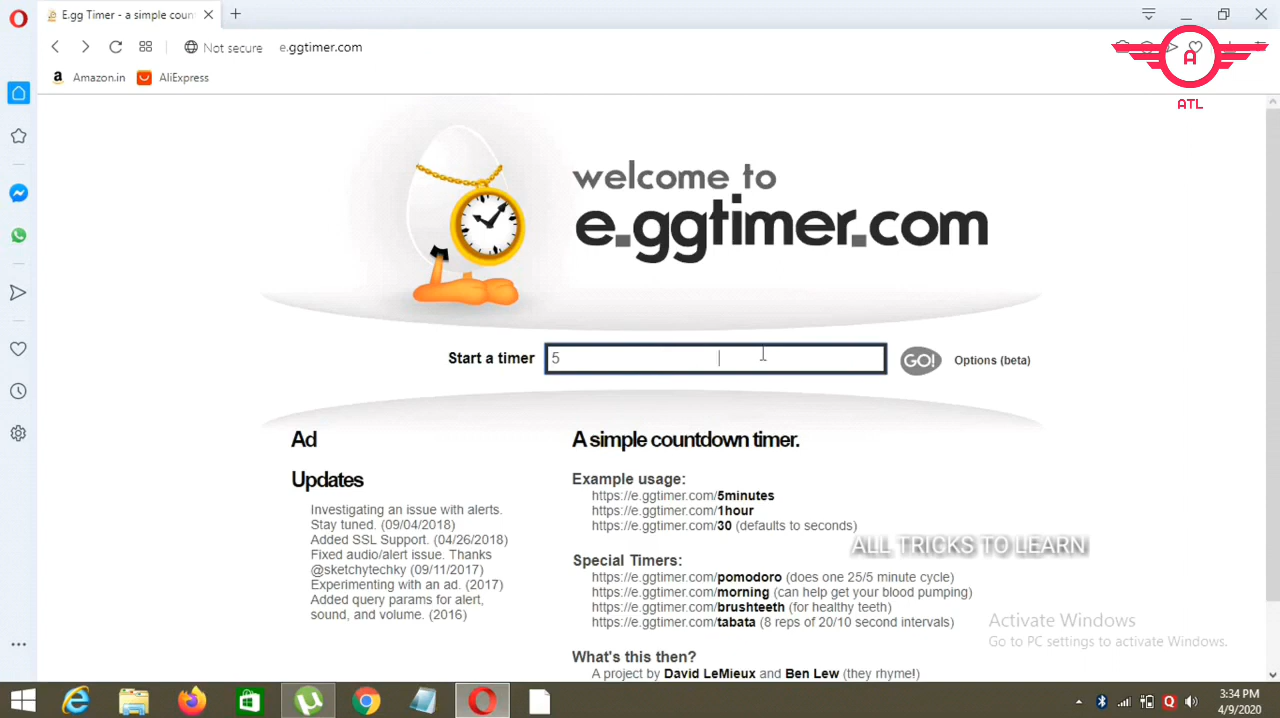 E.gg Timer - a simple coun
Not secure
e.ggtimer.com
Amazon.in
AliExpress
A
ATL
welcome to
e.ggtimer.com
Start a timer
5
GO!
Options (beta)
Ad
Updates
Investigating an issue with alerts.
Stay tuned. (09/04/2018)
Added SSL Support. (04/26/2018)
Fixed audio/alert issue. Thanks
@sketchytechky (09/11/2017)
Experimenting with an ad. (2017)
Added query params for alert,
sound, and volume. (2016)
A simple countdown timer.
Example usage:
https://e.ggtimer.com/5minutes
https://e.ggtimer.com/1hour
https://e.ggtimer.com/30 (defaults to seconds)
ALL TRICKS TO LEARN
Special Timers:
https://e.ggtimer.com/pomodoro (does one 25/5 minute cycle)
https://e.ggtimer.com/morning (can help get your blood pumping)
https://e.ggtimer.com/brushteeth (for healthy teeth)
https://e.ggtimer.com/tabata (8 reps of 20/10 second intervals)
What's this then?
A project by David LeMieux and Ben Lew (they rhyme!)
Activate Windows
Go to PC settings to activate Windows.
3:34 PM
4/9/2020